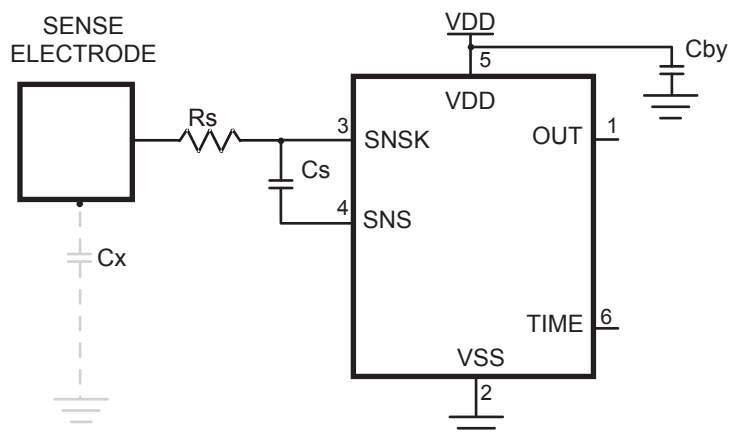 SENSE
ELECTRODE
VDD
Cby
5
VDD
Rs
3
SNSK
OUT
1
Cs
4
SNS
Cx
TIME
6
VSS
2